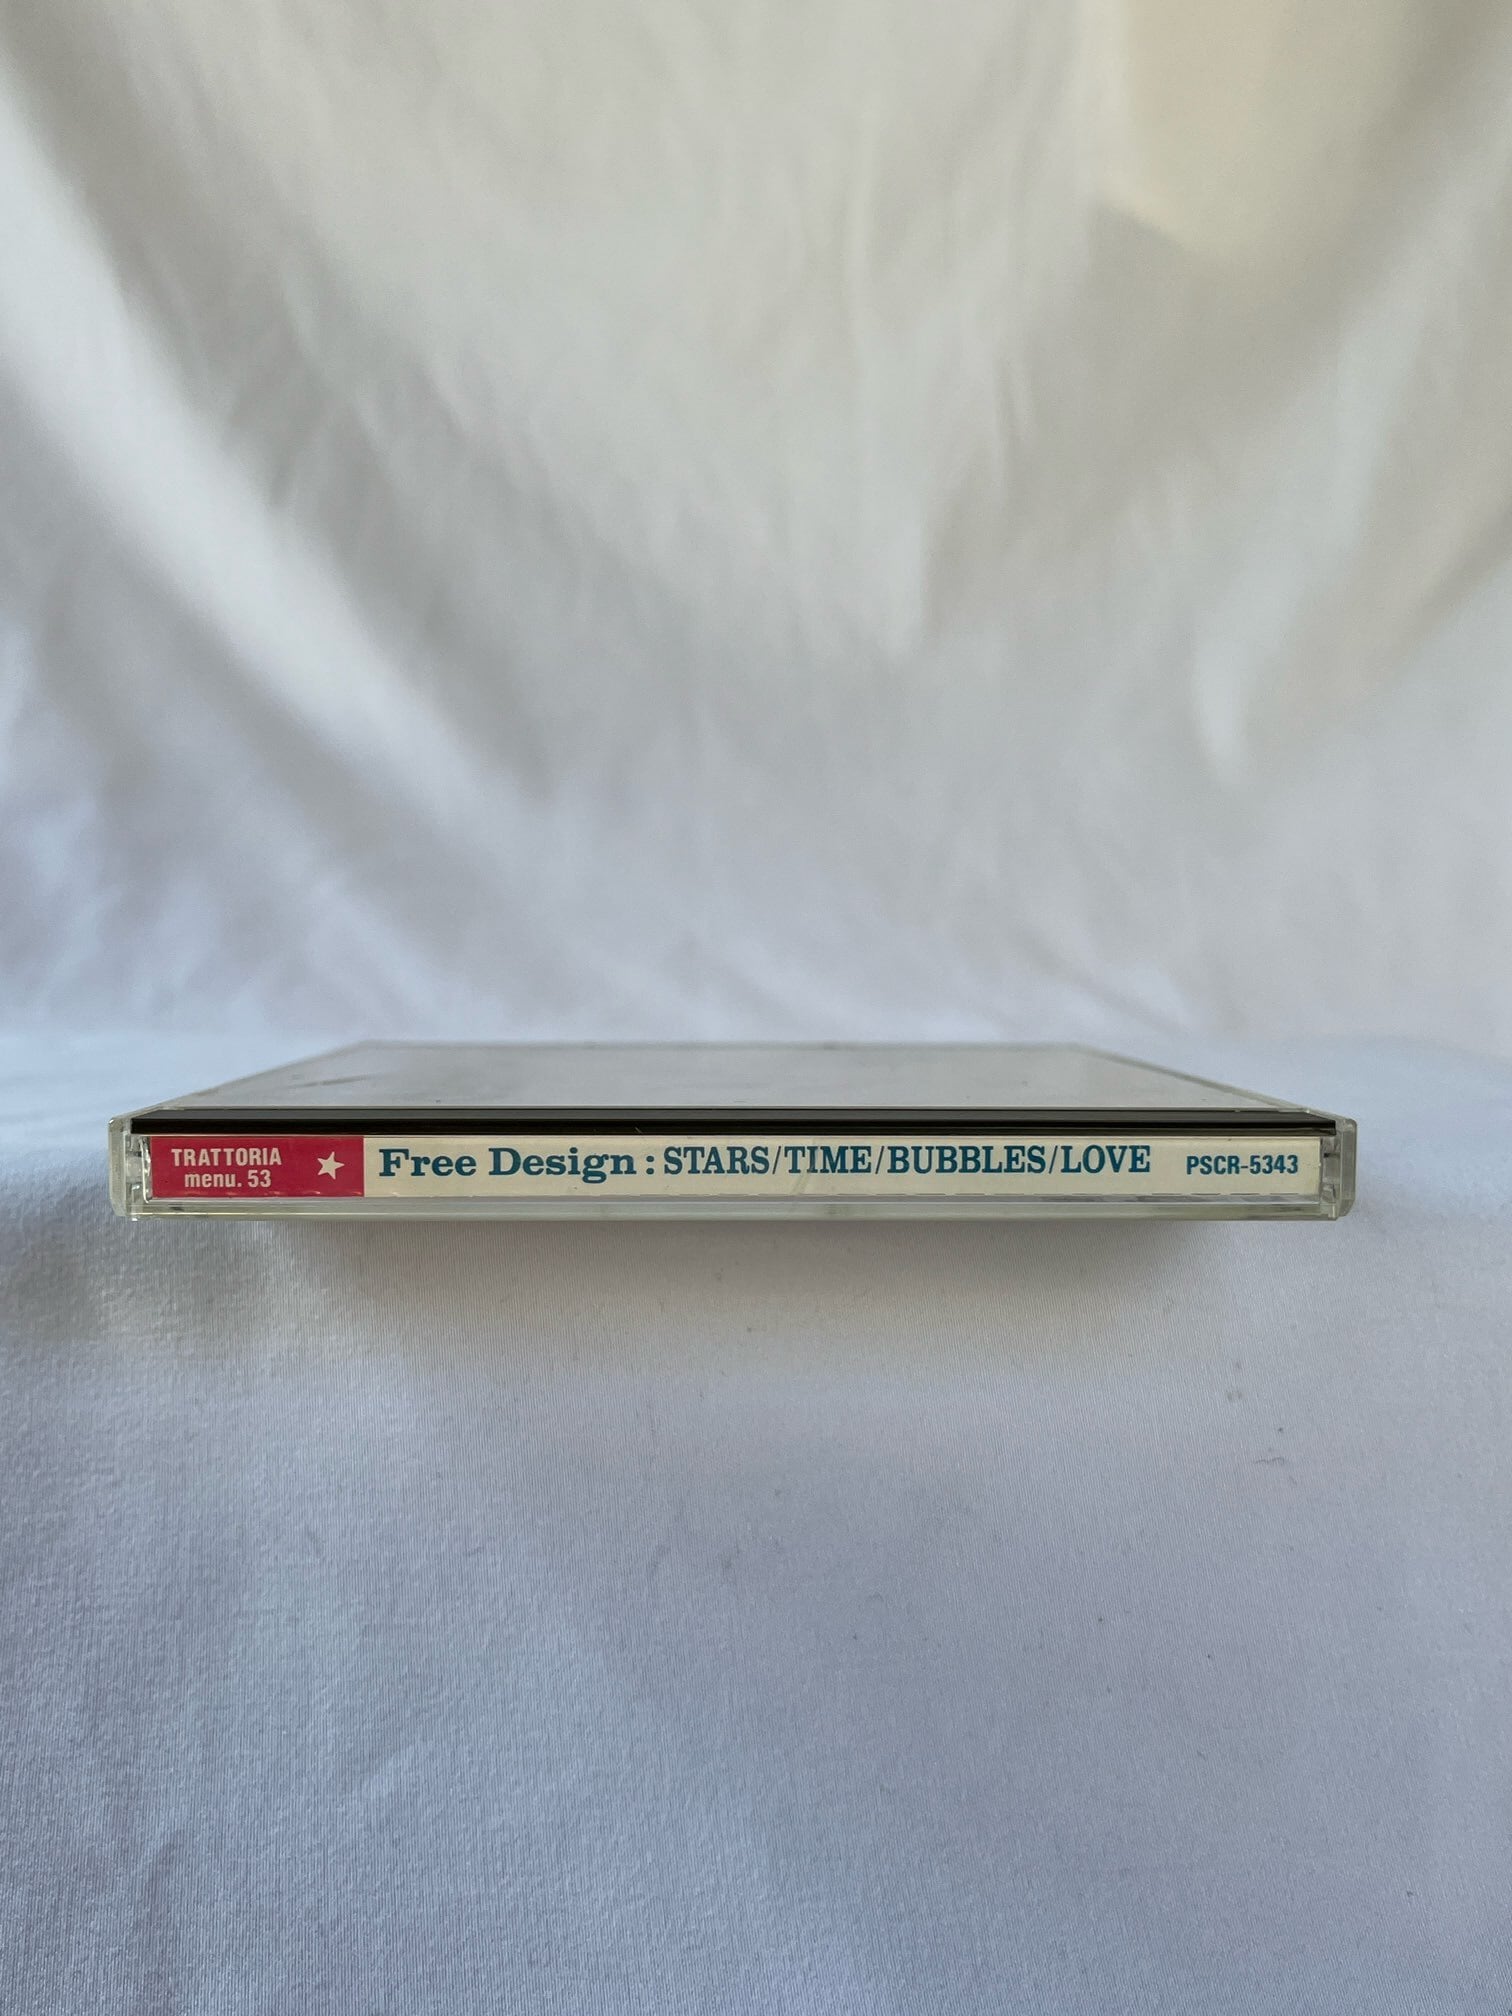 TRATTORIA
menu. 53
Free Design : STARS/TIME/BUBBLES/LOVE
PSCR-5343